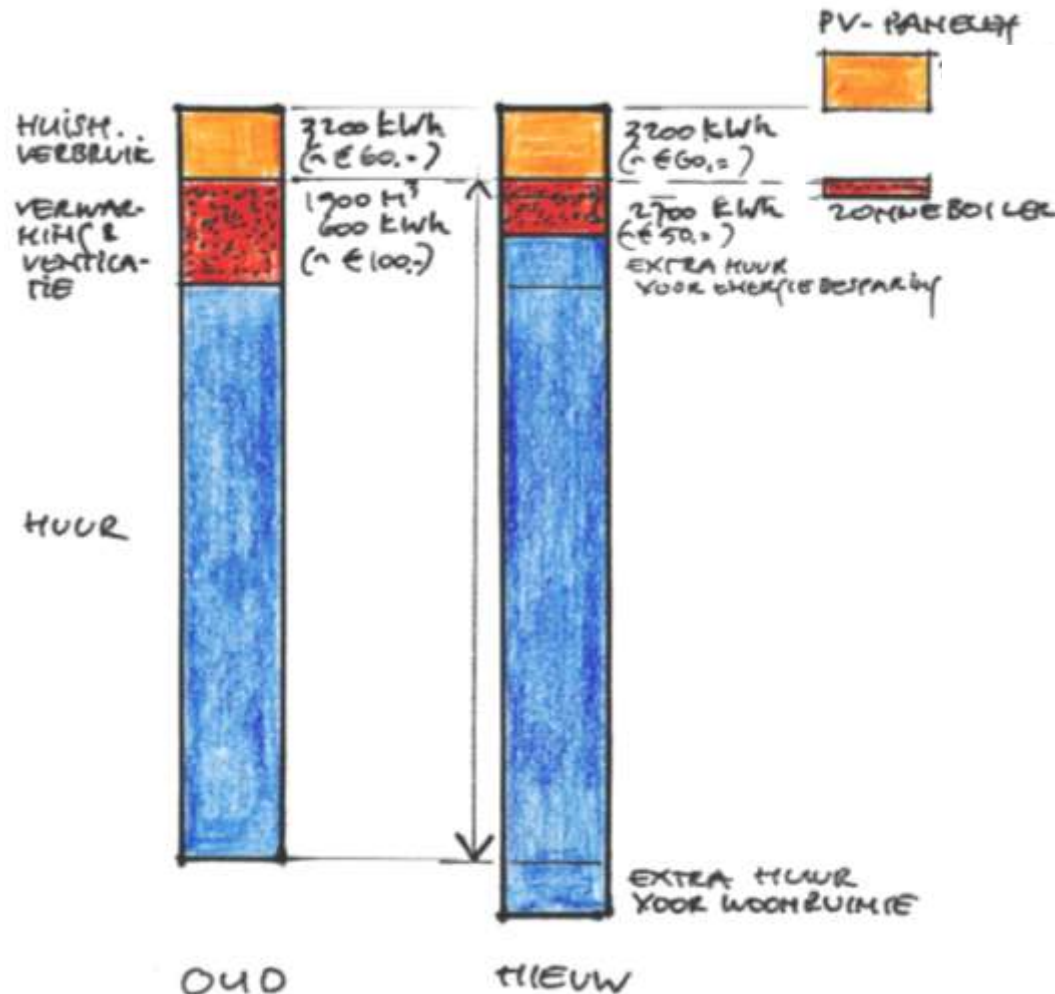 PV-PANELEN
HUISH.
VERBRUIK
3200 kWh
(~ € 60,=)
3200 kWh
(~ € 60,=)
VERWAR-
MING &
VENTILA-
TIE
1900 M³
600 kWh
(~ € 100,-)
2700 kWh
(~ € 50,=)
ZONNEBOILER
EXTRA HUUR
VOOR ENERGIEBESPARING
HUUR
EXTRA HUUR
VOOR WOONRUIMTE
OUD
NIEUW